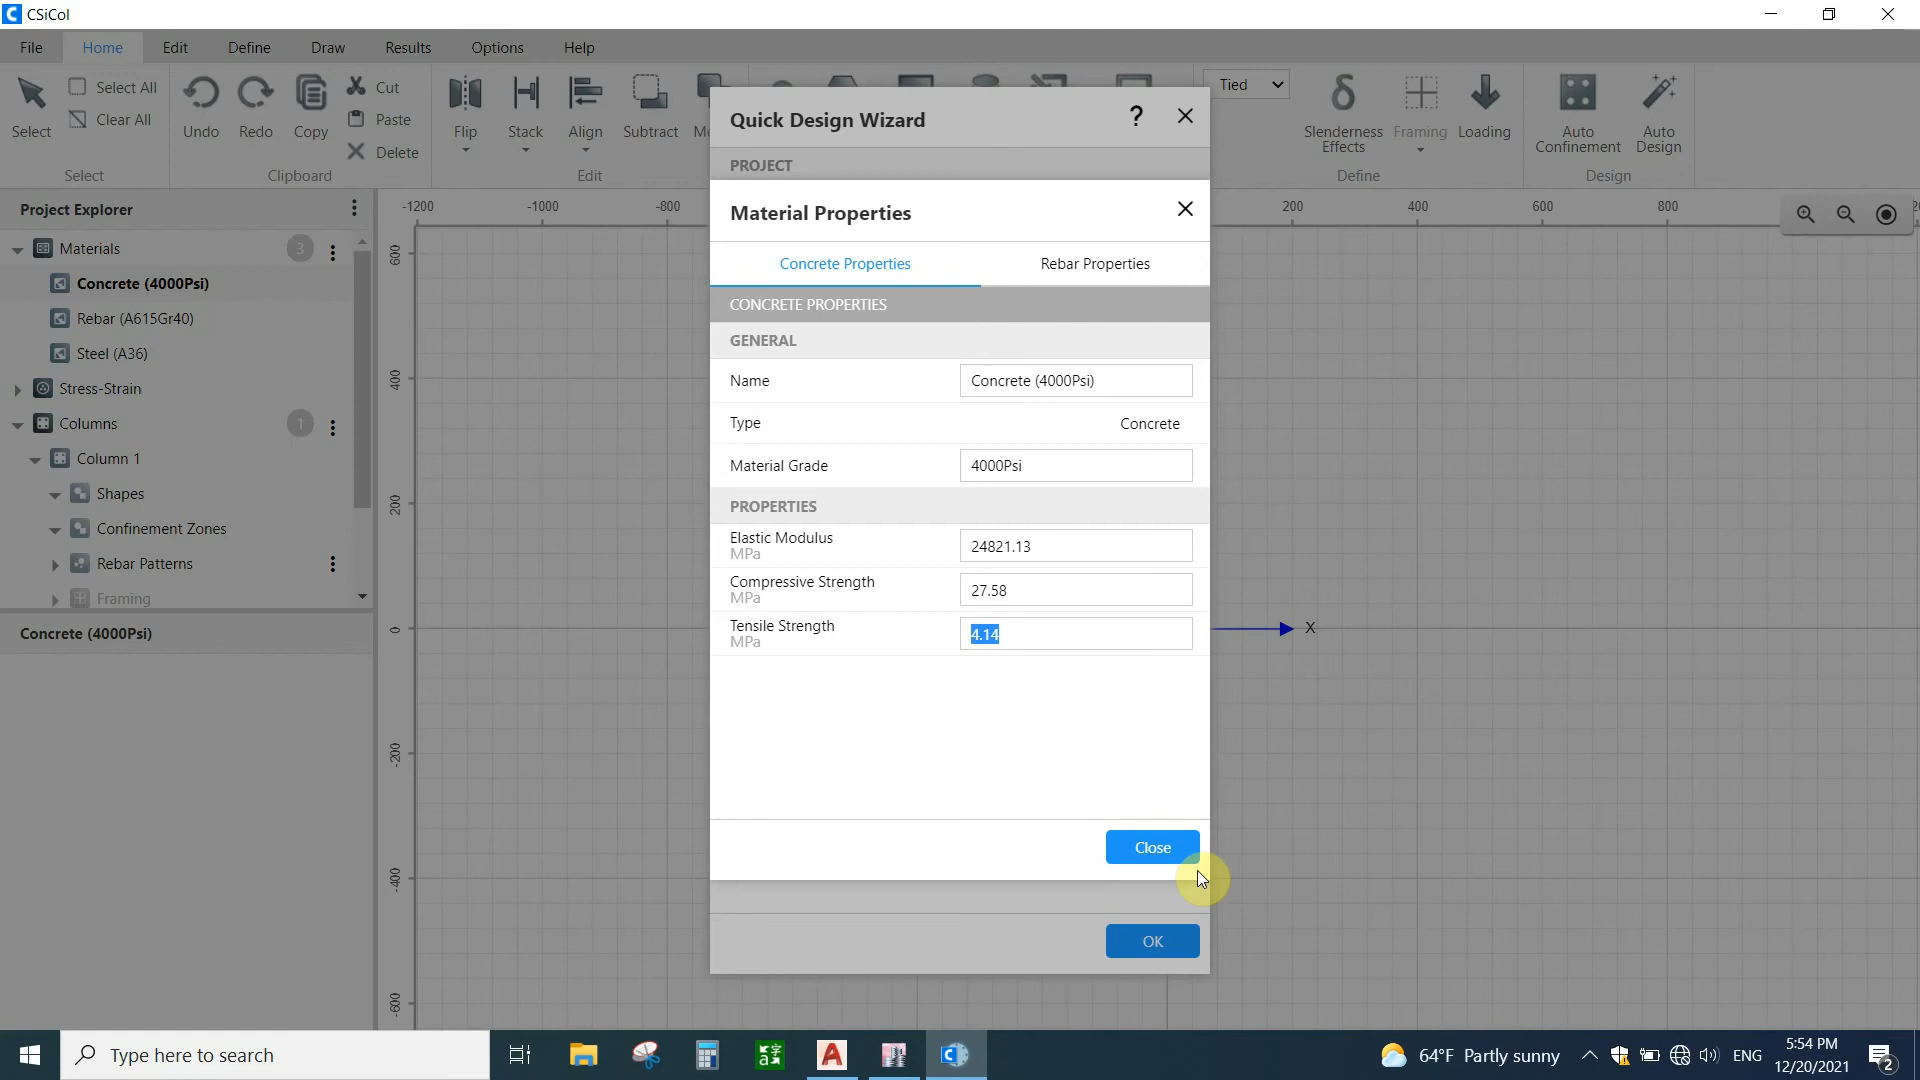 CSiCol
File Home Edit Define Draw Results Options Help
Select
Select All
Clear All
Select
Undo
Redo
Copy
Cut
Paste
Delete
Clipboard
Flip
Stack
Align
Subtract
Edit
Tied
Slenderness
Effects
Framing
Loading
Define
Auto
Confinement
Auto
Design
Design
Project Explorer
Materials 3
Concrete (4000Psi)
Rebar (A615Gr40)
Steel (A36)
Stress-Strain
Columns 1
Column 1
Shapes
Confinement Zones
Rebar Patterns
Framing
Concrete (4000Psi)
-1200 -1000 -800 200 400 600 800
600
400
200
0
-200
-400
-600
X
Quick Design Wizard ?
PROJECT
Material Properties
Concrete Properties Rebar Properties
CONCRETE PROPERTIES
GENERAL
Name Concrete (4000Psi)
Type Concrete
Material Grade 4000Psi
PROPERTIES
Elastic Modulus
MPa
24821.13
Compressive Strength
MPa
27.58
Tensile Strength
MPa
4.14
Close
OK
Type here to search
64°F Partly sunny
ENG
5:54 PM
12/20/2021
2